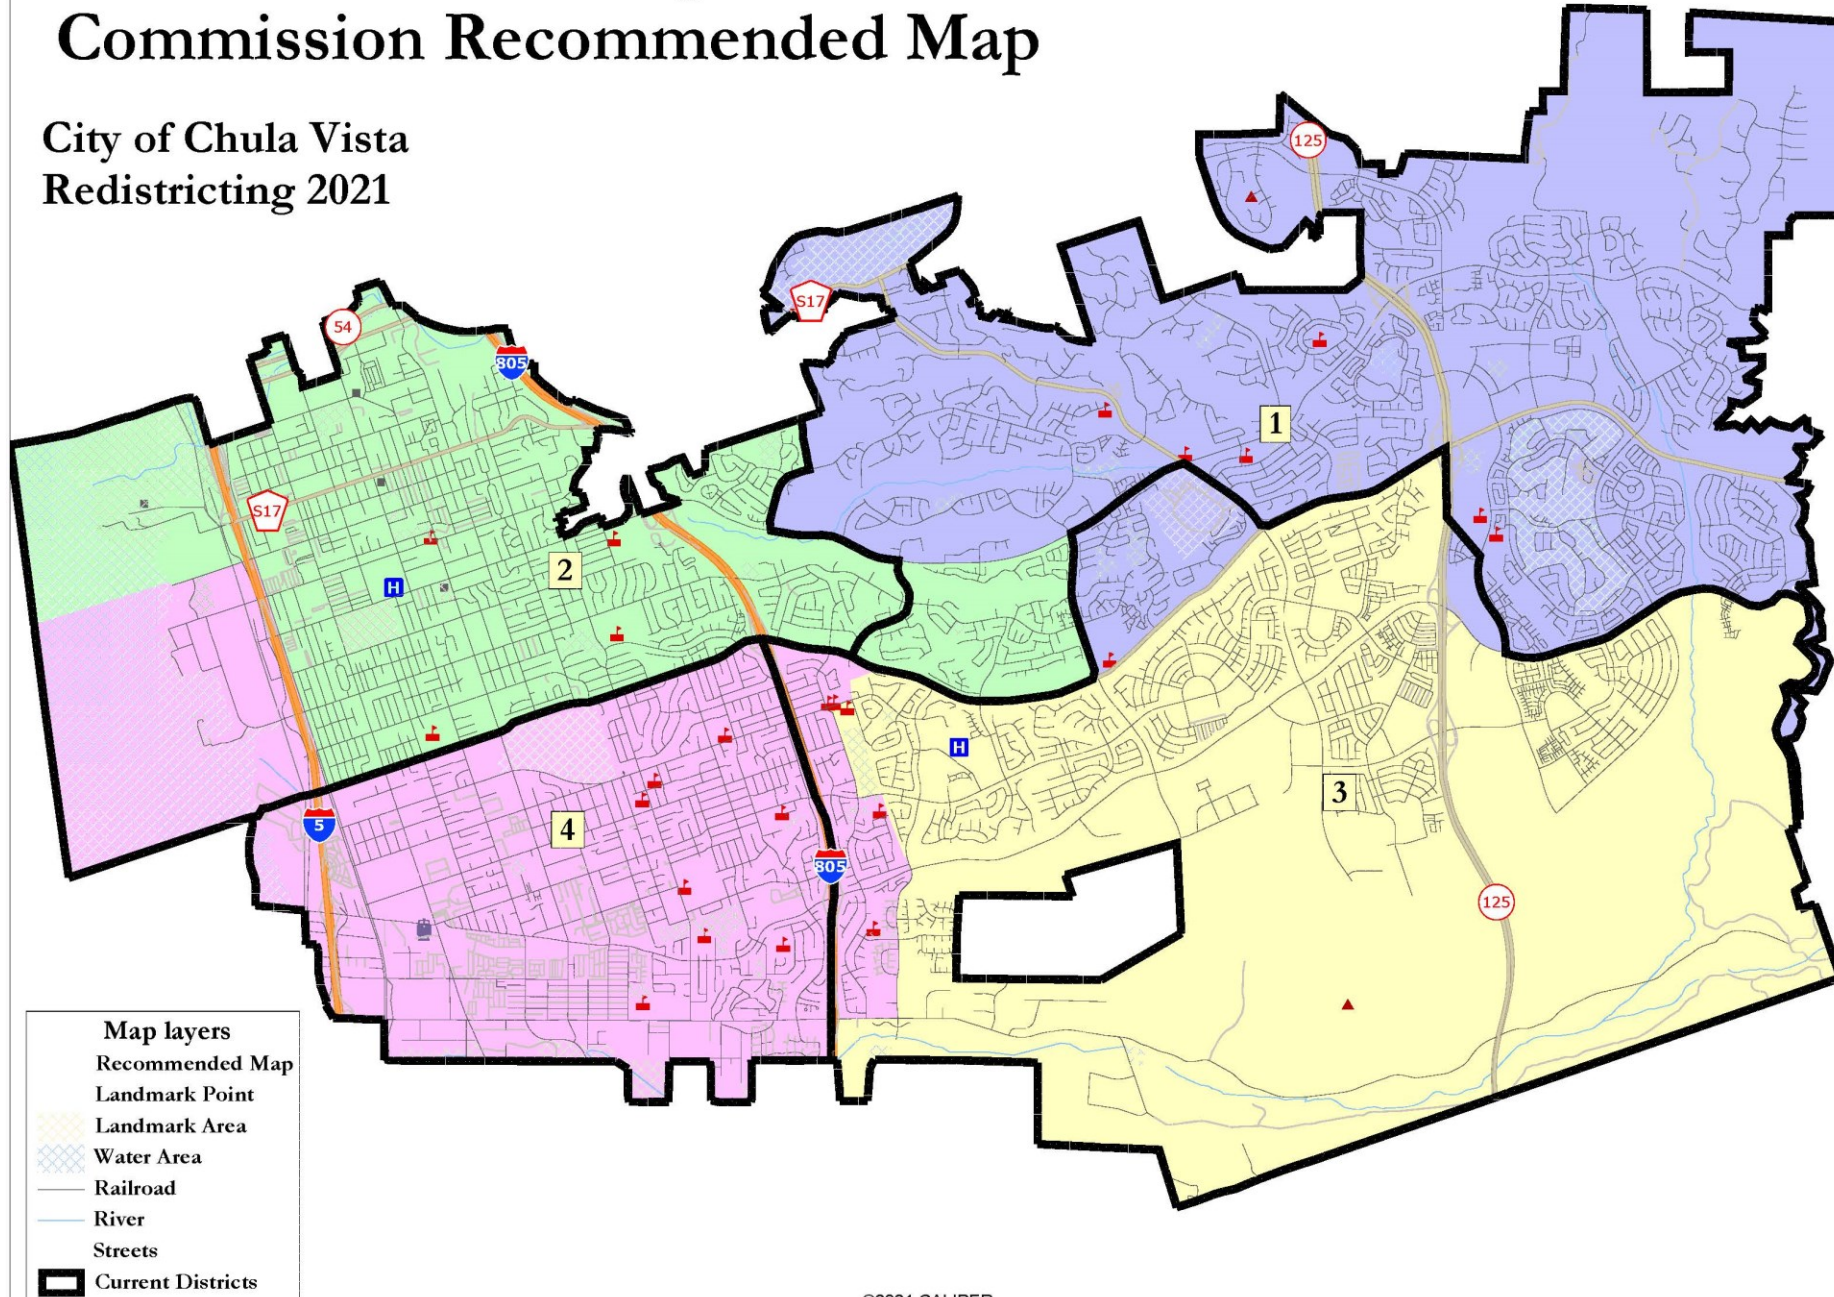 Commission Recommended Map
City of Chula Vista
Redistricting 2021
125
S17
54
805
1
S17
2
H
H
3
5
4
805
125
Map layers
Recommended Map
Landmark Point
Landmark Area
Water Area
Railroad
River
Streets
Current Districts